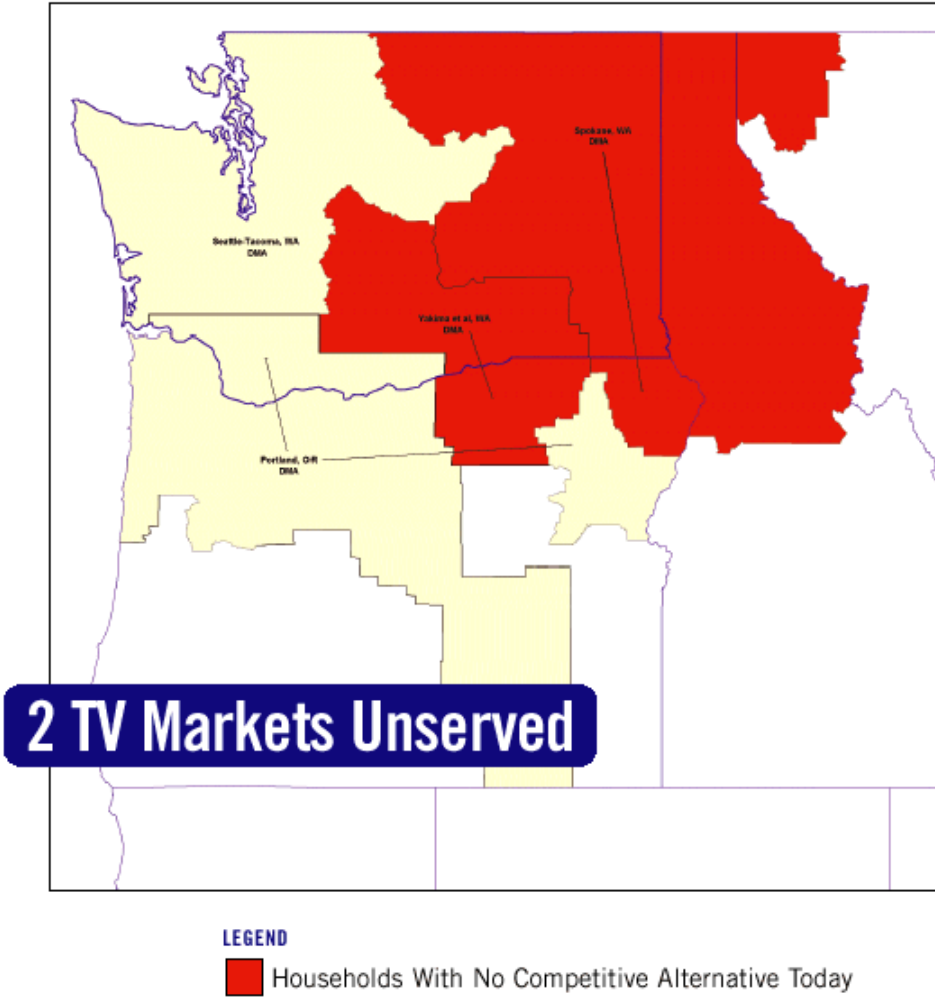 Spokane, WA
DMA
Seattle-Tacoma, WA
DMA
Yakima et al, WA
DMA
Portland, OR
DMA
2 TV Markets Unserved
LEGEND
Households With No Competitive Alternative Today